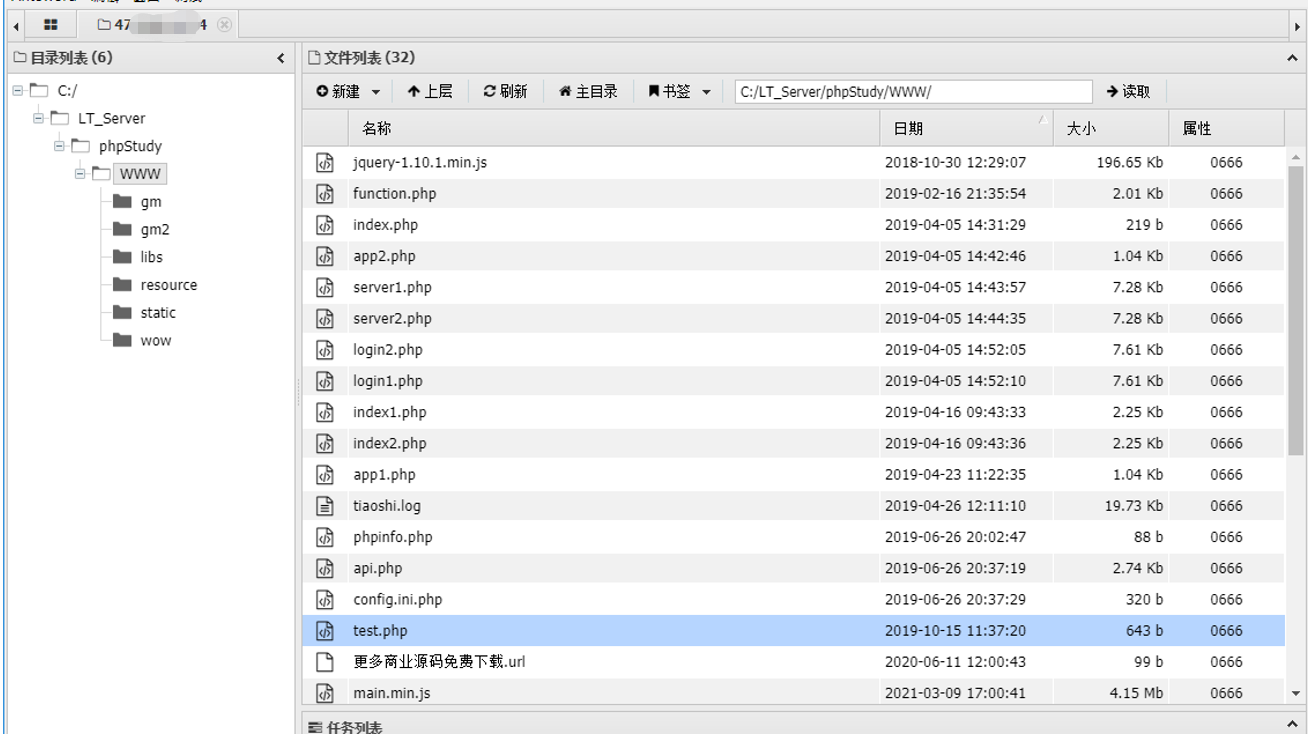 47 4
目录列表 (6)
文件列表 (32)
C:/
LT_Server
phpStudy
WWW
gm
gm2
libs
resource
static
wow
新建 上层 刷新 主目录 书签 C:/LT_Server/phpStudy/WWW/ 读取
名称 日期 大小 属性
jquery-1.10.1.min.js 2018-10-30 12:29:07 196.65 Kb 0666
function.php 2019-02-16 21:35:54 2.01 Kb 0666
index.php 2019-04-05 14:31:29 219 b 0666
app2.php 2019-04-05 14:42:46 1.04 Kb 0666
server1.php 2019-04-05 14:43:57 7.28 Kb 0666
server2.php 2019-04-05 14:44:35 7.28 Kb 0666
login2.php 2019-04-05 14:52:05 7.61 Kb 0666
login1.php 2019-04-05 14:52:10 7.61 Kb 0666
index1.php 2019-04-16 09:43:33 2.25 Kb 0666
index2.php 2019-04-16 09:43:36 2.25 Kb 0666
app1.php 2019-04-23 11:22:35 1.04 Kb 0666
tiaoshi.log 2019-04-26 12:11:10 19.73 Kb 0666
phpinfo.php 2019-06-26 20:02:47 88 b 0666
api.php 2019-06-26 20:37:19 2.74 Kb 0666
config.ini.php 2019-06-26 20:37:29 320 b 0666
test.php 2019-10-15 11:37:20 643 b 0666
更多商业源码免费下载.url 2020-06-11 12:00:43 99 b 0666
main.min.js 2021-03-09 17:00:41 4.15 Mb 0666
任务列表